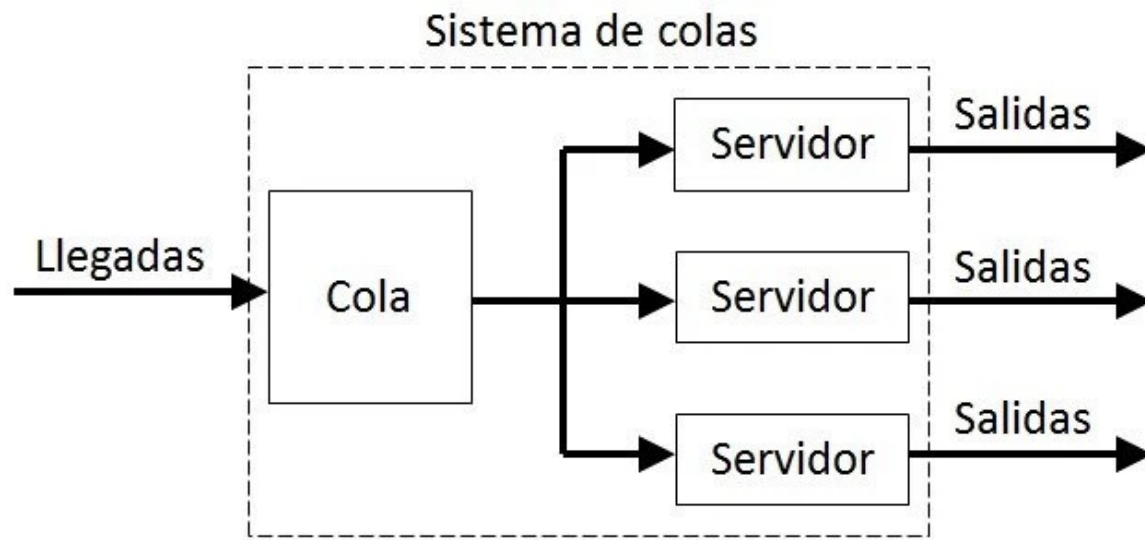 Sistema de colas
Llegadas
Cola
Servidor
Salidas
Servidor
Salidas
Servidor
Salidas